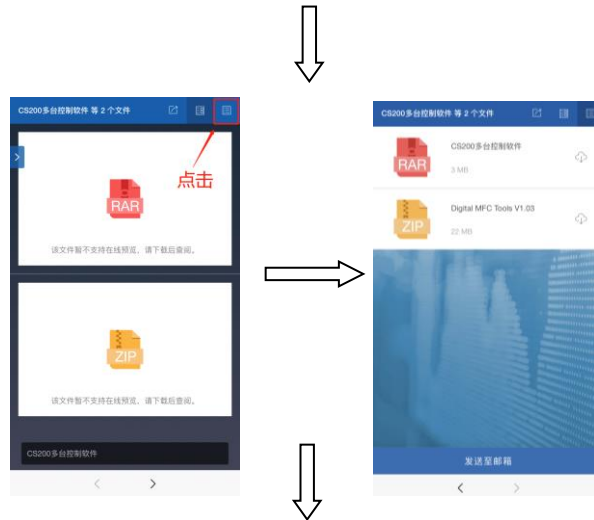 CS200多台控制软件 等 2 个文件
点击
RAR
该文件暂不支持在线预览，请下载后查阅。
ZIP
该文件暂不支持在线预览，请下载后查阅。
CS200多台控制软件
CS200多台控制软件 等 2 个文件
RAR
CS200多台控制软件
3 MB
ZIP
Digital MFC Tools V1.03
22 MB
发送至邮箱